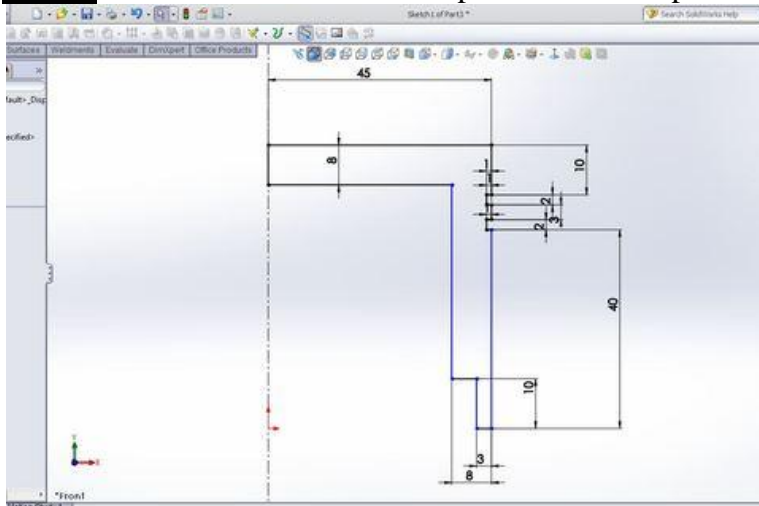 Sketch1 of Part3 *
Search SolidWorks Help
Surfaces Weldments Evaluate DimXpert Office Products
45
8
10
1
2
3
2
40
10
3
8
Y
*Front